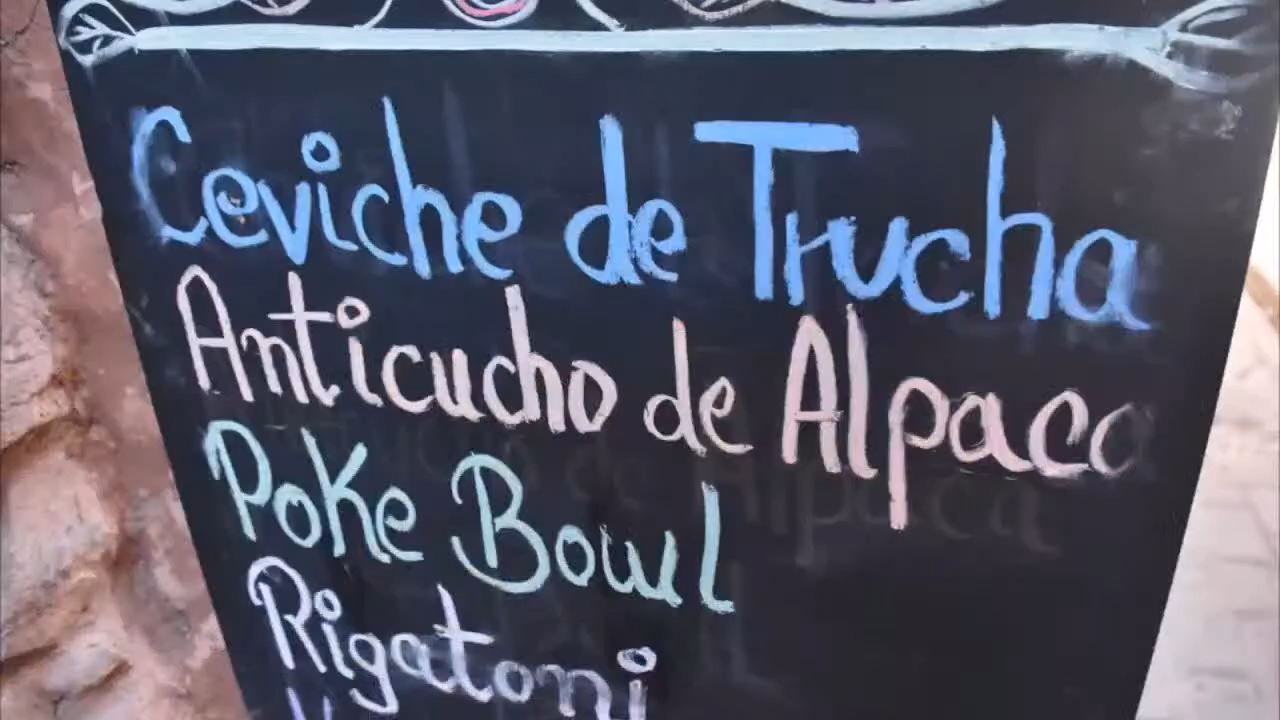 Ceviche de Trucha
Anticucho de Alpaca
Poke Bowl
Rigatoni